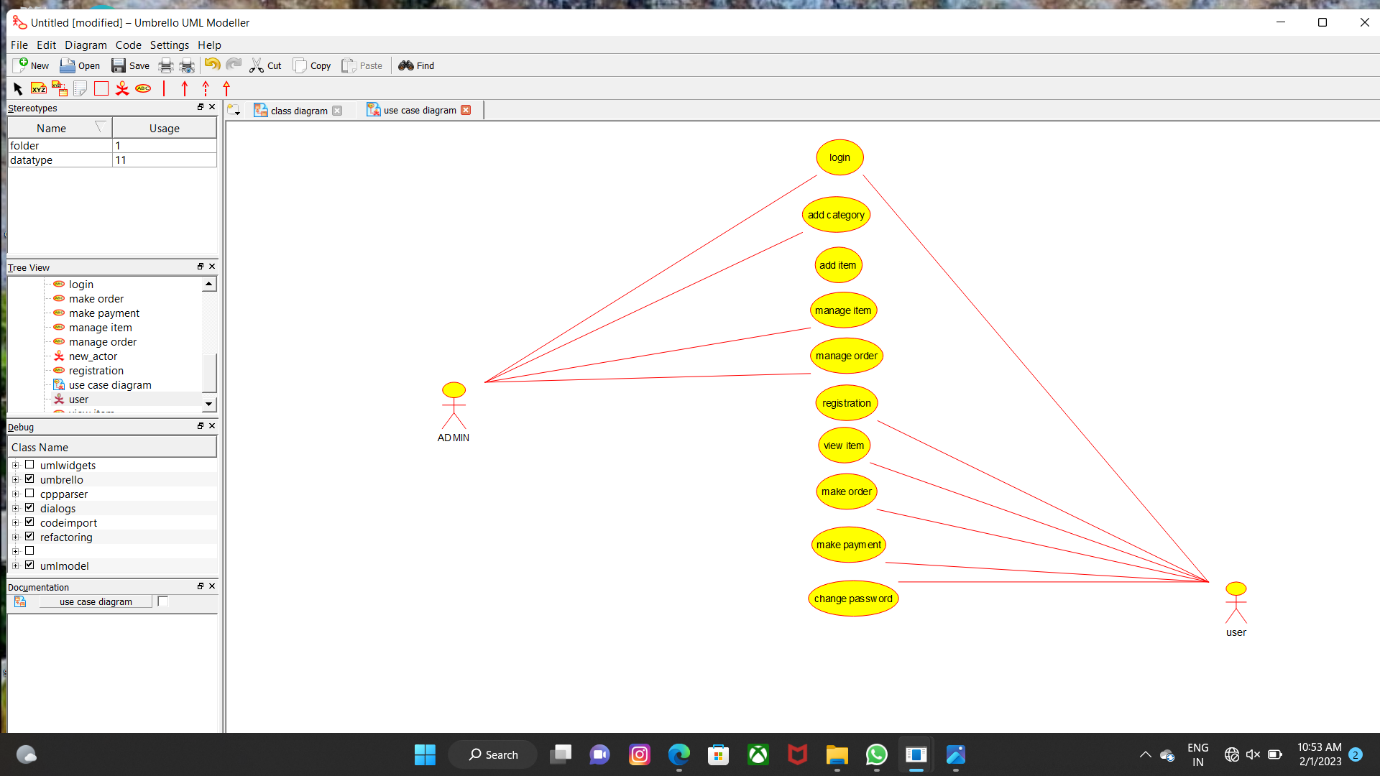 Untitled [modified] – Umbrello UML Modeller
File Edit Diagram Code Settings Help
New Open Save Cut Copy Paste Find
XYZ ABC
Stereotypes
Name Usage
folder 1
datatype 11
Tree View
login
make order
make payment
manage item
manage order
new_actor
registration
use case diagram
user
Debug
Class Name
umlwidgets
umbrello
cppparser
dialogs
codeimport
refactoring
umlmodel
Documentation
use case diagram
class diagram
use case diagram
login
add category
add item
manage item
manage order
registration
view item
make order
make payment
change password
ADMIN
user
Search
ENG
IN
10:53 AM
2/1/2023
2